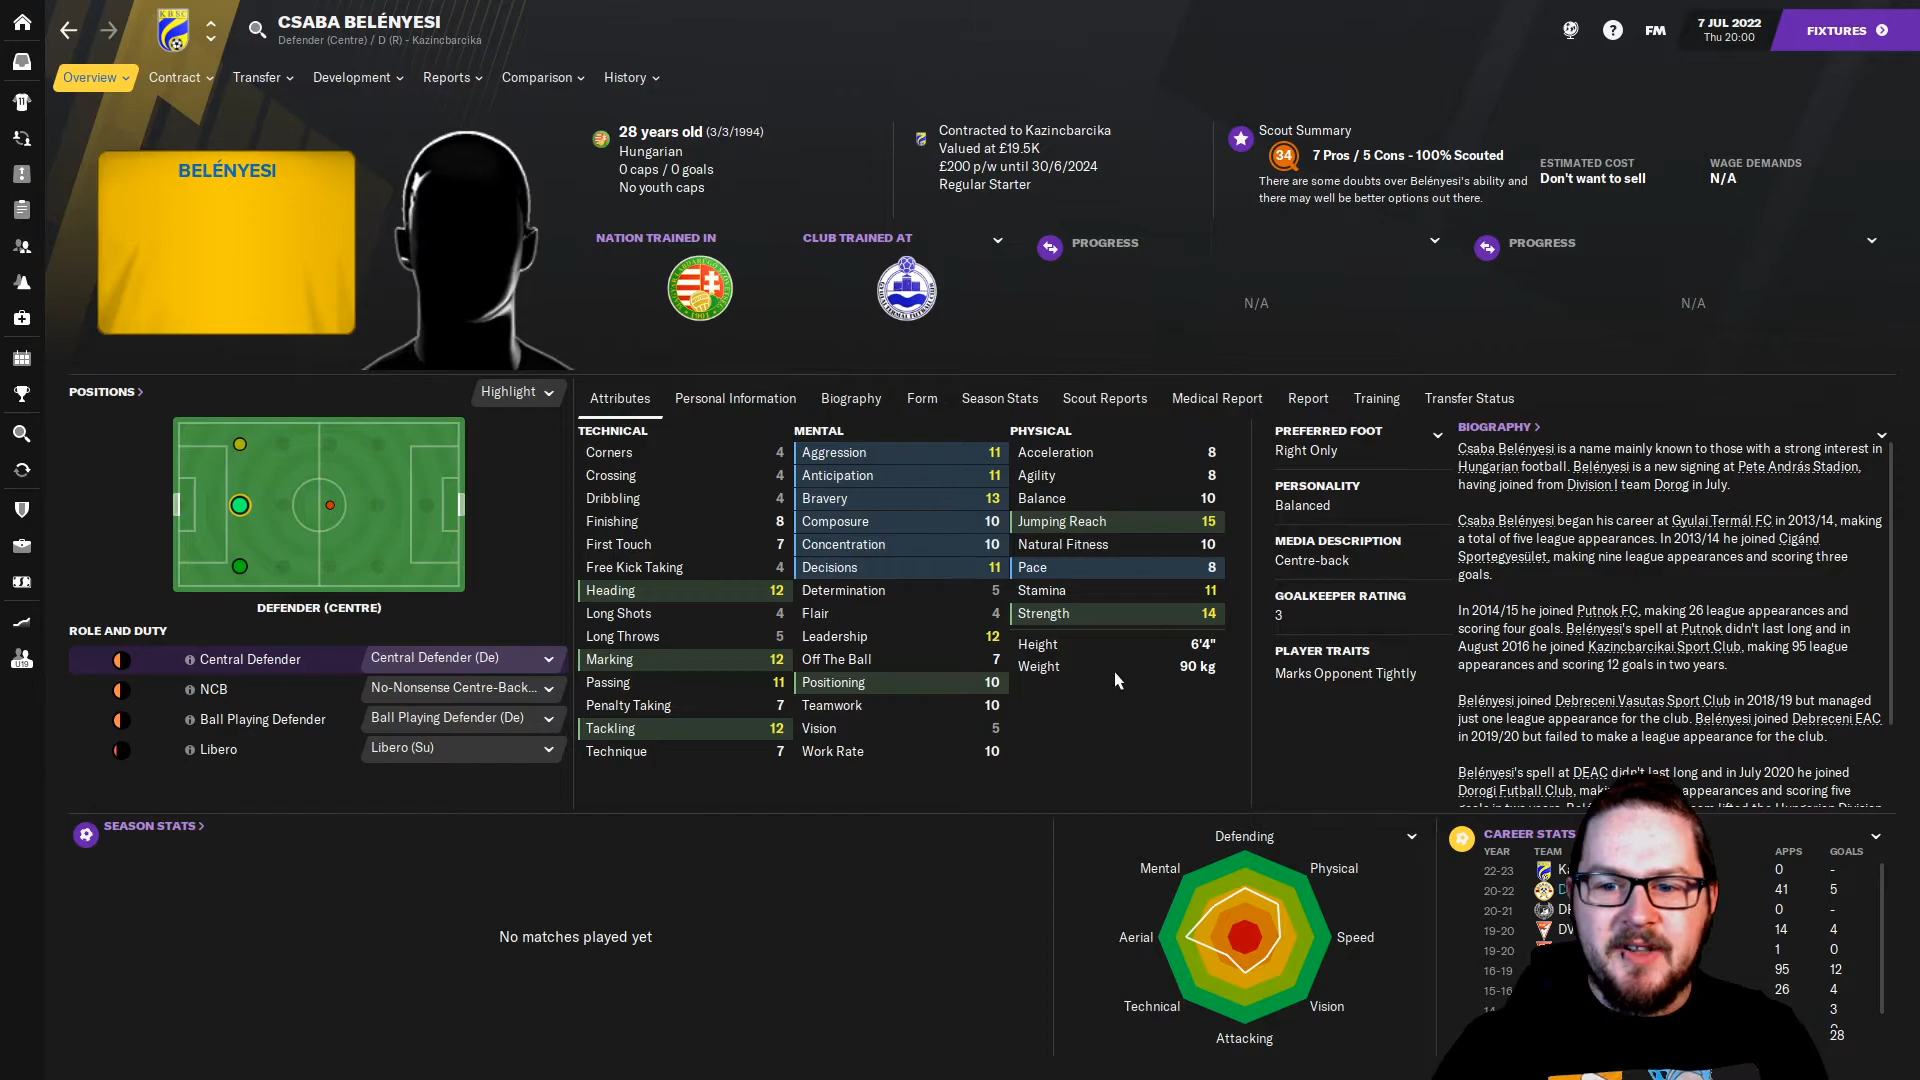 CSABA BELÉNYESI
Defender (Centre) / D (R) - Kazincbarcika
FM
7 JUL 2022
Thu 20:00
FIXTURES
Overview
Contract
Transfer
Development
Reports
Comparison
History
BELÉNYESI
28 years old (3/3/1994)
Hungarian
0 caps / 0 goals
No youth caps
Contracted to Kazincbarcika
Valued at £19.5K
£200 p/w until 30/6/2024
Regular Starter
Scout Summary
34
7 Pros / 5 Cons - 100% Scouted
There are some doubts over Belényesi's ability and
there may well be better options out there.
ESTIMATED COST
Don't want to sell
WAGE DEMANDS
N/A
NATION TRAINED IN
CLUB TRAINED AT
PROGRESS
N/A
PROGRESS
N/A
POSITIONS
Highlight
DEFENDER (CENTRE)
ROLE AND DUTY
Central Defender Central Defender (De)
NCB No-Nonsense Centre-Back...
Ball Playing Defender Ball Playing Defender (De)
Libero Libero (Su)
Attributes
Personal Information
Biography
Form
Season Stats
Scout Reports
Medical Report
Report
Training
Transfer Status
TECHNICAL
Corners 4
Crossing 4
Dribbling 4
Finishing 8
First Touch 7
Free Kick Taking 4
Heading 12
Long Shots 4
Long Throws 5
Marking 12
Passing 11
Penalty Taking 7
Tackling 12
Technique 7
MENTAL
Aggression 11
Anticipation 11
Bravery 13
Composure 10
Concentration 10
Decisions 11
Determination 5
Flair 4
Leadership 12
Off The Ball 7
Positioning 10
Teamwork 10
Vision 5
Work Rate 10
PHYSICAL
Acceleration 8
Agility 8
Balance 10
Jumping Reach 15
Natural Fitness 10
Pace 8
Stamina 11
Strength 14
Height 6'4"
Weight 90 kg
PREFERRED FOOT
Right Only
PERSONALITY
Balanced
MEDIA DESCRIPTION
Centre-back
GOALKEEPER RATING
3
PLAYER TRAITS
Marks Opponent Tightly
BIOGRAPHY
Csaba Belényesi is a name mainly known to those with a strong interest in
Hungarian football. Belényesi is a new signing at Pete András Stadion,
having joined from Division I team Dorog in July.
Csaba Belényesi began his career at Gyulai Termál FC in 2013/14, making
a total of five league appearances. In 2013/14 he joined Cigánd
Sportegyesület, making nine league appearances and scoring three
goals.
In 2014/15 he joined Putnok FC, making 26 league appearances and
scoring four goals. Belényesi's spell at Putnok didn't last long and in
August 2016 he joined Kazincbarcikai Sport Club, making 95 league
appearances and scoring 12 goals in two years.
Belényesi joined Debreceni Vasutas Sport Club in 2018/19 but managed
just one league appearance for the club. Belényesi joined Debreceni EAC
in 2019/20 but failed to make a league appearance for the club.
Belényesi's spell at DEAC didn't last long and in July 2020 he joined
Dorogi Futball Club, appearances and scoring five
SEASON STATS
No matches played yet
Defending
Physical
Speed
Vision
Attacking
Technical
Aerial
Mental
CAREER STATS
YEAR TEAM APPS GOALS
22-23 0 -
20-22 41 5
20-21 0 -
19-20 14 4
19-20 1 0
16-19 95 12
15-16 26 4
3
28
U19